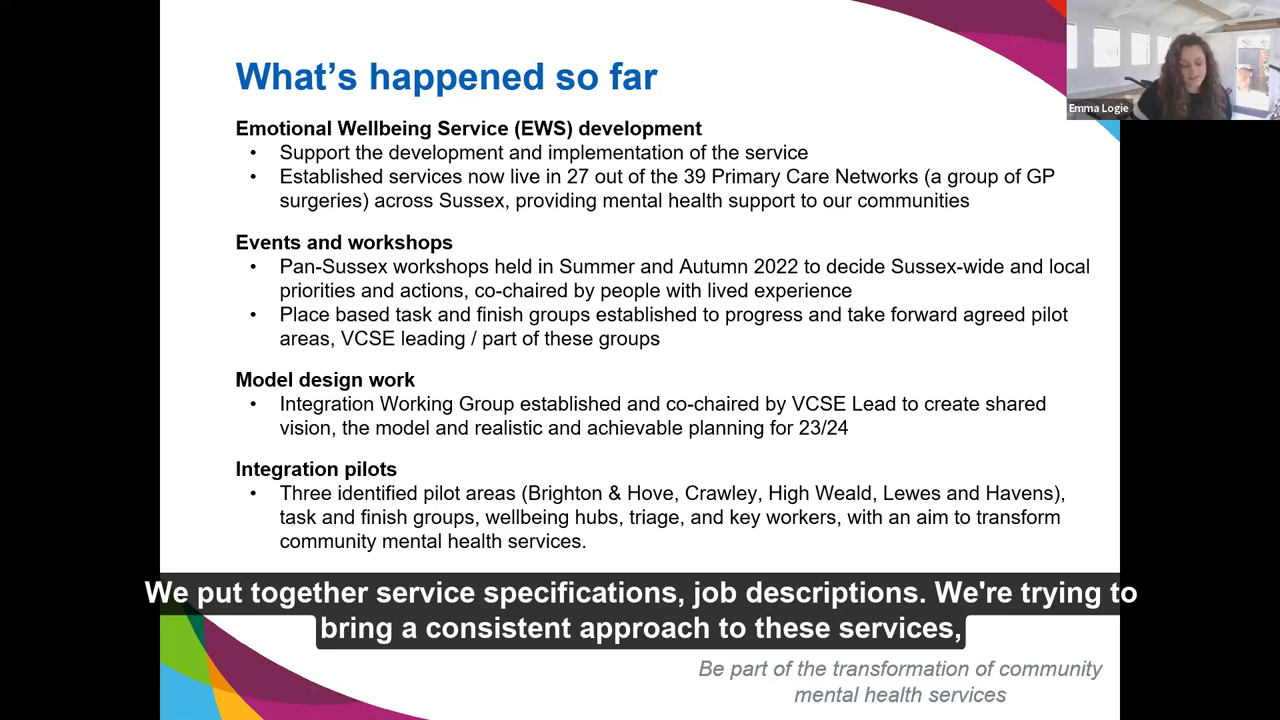 What's happened so far
Emma Logie
Emotional Wellbeing Service (EWS) development
• Support the development and implementation of the service
• Established services now live in 27 out of the 39 Primary Care Networks (a group of GP
surgeries) across Sussex, providing mental health support to our communities
Events and workshops
• Pan-Sussex workshops held in Summer and Autumn 2022 to decide Sussex-wide and local
priorities and actions, co-chaired by people with lived experience
• Place based task and finish groups established to progress and take forward agreed pilot
areas, VCSE leading / part of these groups
Model design work
• Integration Working Group established and co-chaired by VCSE Lead to create shared
vision, the model and realistic and achievable planning for 23/24
Integration pilots
• Three identified pilot areas (Brighton & Hove, Crawley, High Weald, Lewes and Havens),
task and finish groups, wellbeing hubs, triage, and key workers, with an aim to transform
community mental health services.
We put together service specifications, job descriptions. We're trying to
bring a consistent approach to these services,
Be part of the transformation of community
mental health services